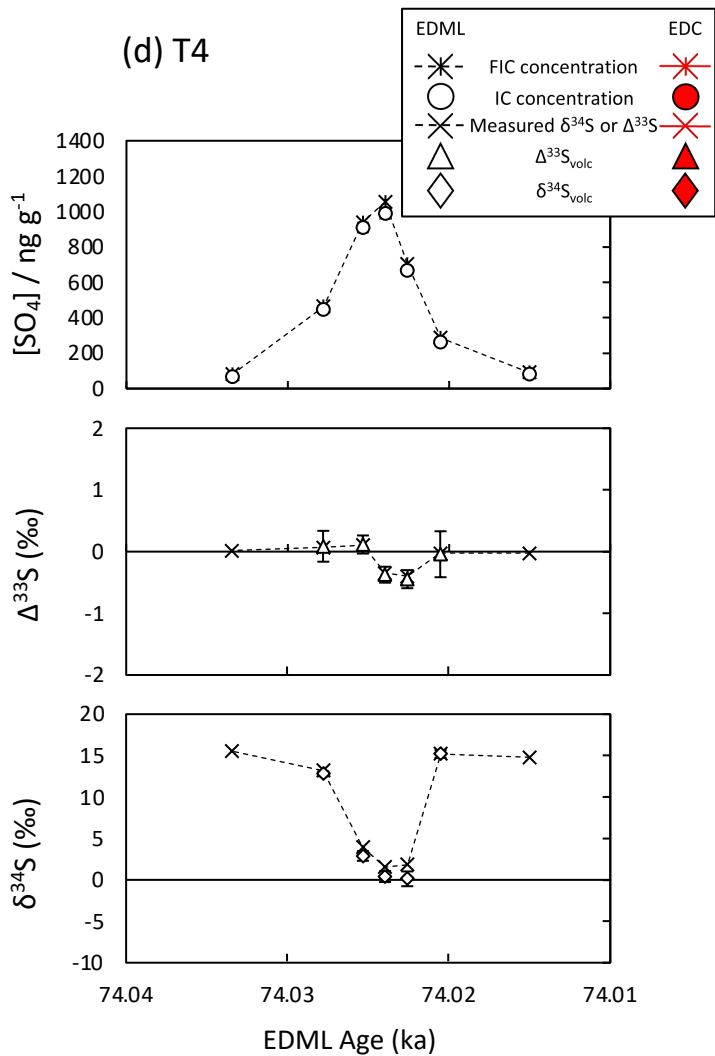 (d) T4
EDML EDC
FIC concentration
IC concentration
Measured δ³⁴S or Δ³³S
Δ³³Svolc
δ³⁴Svolc
[SO₄] / ng g⁻¹
1400
1200
1000
800
600
400
200
0
Δ³³S (‰)
2
1
0
-1
-2
δ³⁴S (‰)
20
15
10
5
0
-5
-10
74.04 74.03 74.02 74.01
EDML Age (ka)